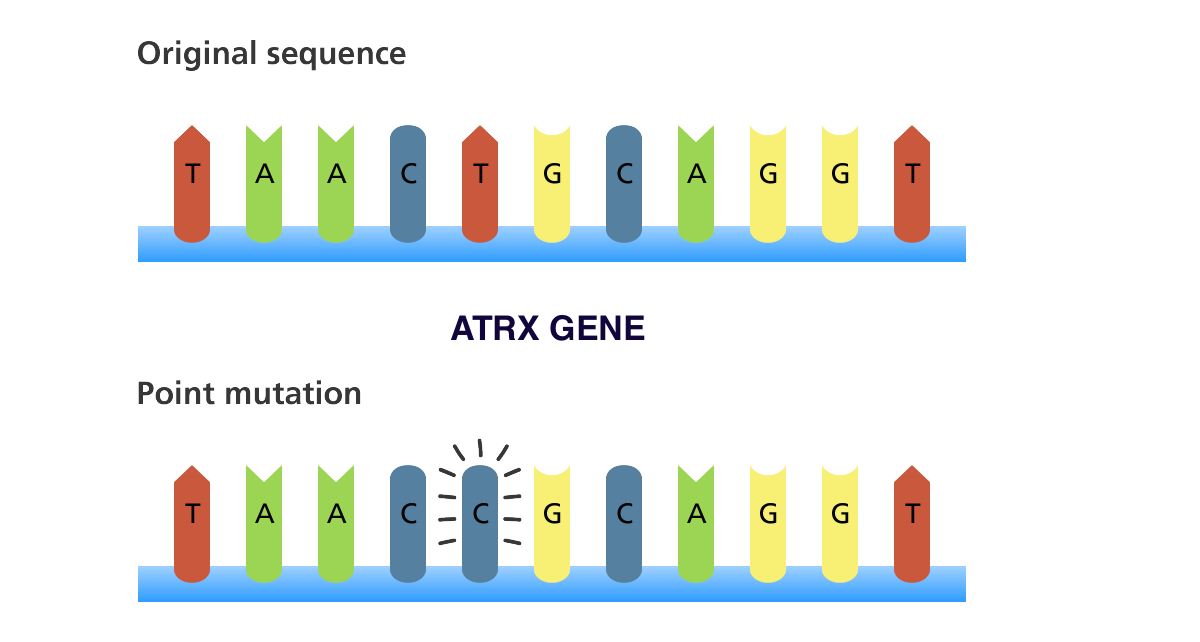 Original sequence
T A A C T G C A G G T
ATRX GENE
Point mutation
T A A C C G C A G G T